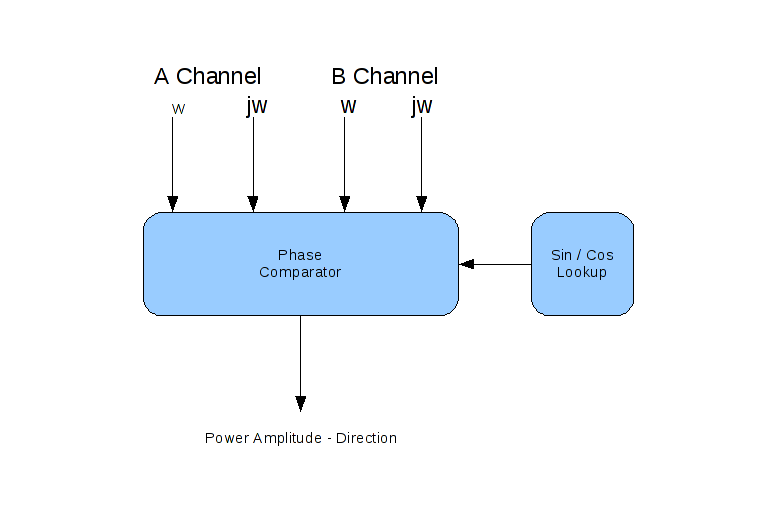 A Channel
B Channel
w
jw
w
jw
Phase
Comparator
Sin / Cos
Lookup
Power Amplitude - Direction